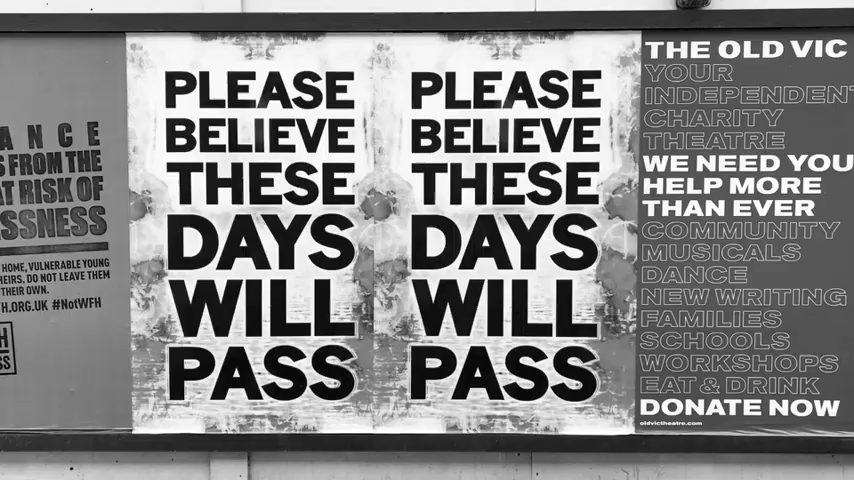 ANCE
FROM THE
AT RISK OF
SSNESS
HOME, VULNERABLE YOUNG
HEIRS. DO NOT LEAVE THEM
THEIR OWN.
H.ORG.UK #NotWFH
PLEASE
BELIEVE
THESE
DAYS
WILL
PASS
PLEASE
BELIEVE
THESE
DAYS
WILL
PASS
THE OLD VIC
YOUR
INDEPENDENT
CHARITY
THEATRE
WE NEED YOU
HELP MORE
THAN EVER
COMMUNITY
MUSICALS
DANCE
NEW WRITING
FAMILIES
SCHOOLS
WORKSHOPS
EAT & DRINK
DONATE NOW
oldvictheatre.com